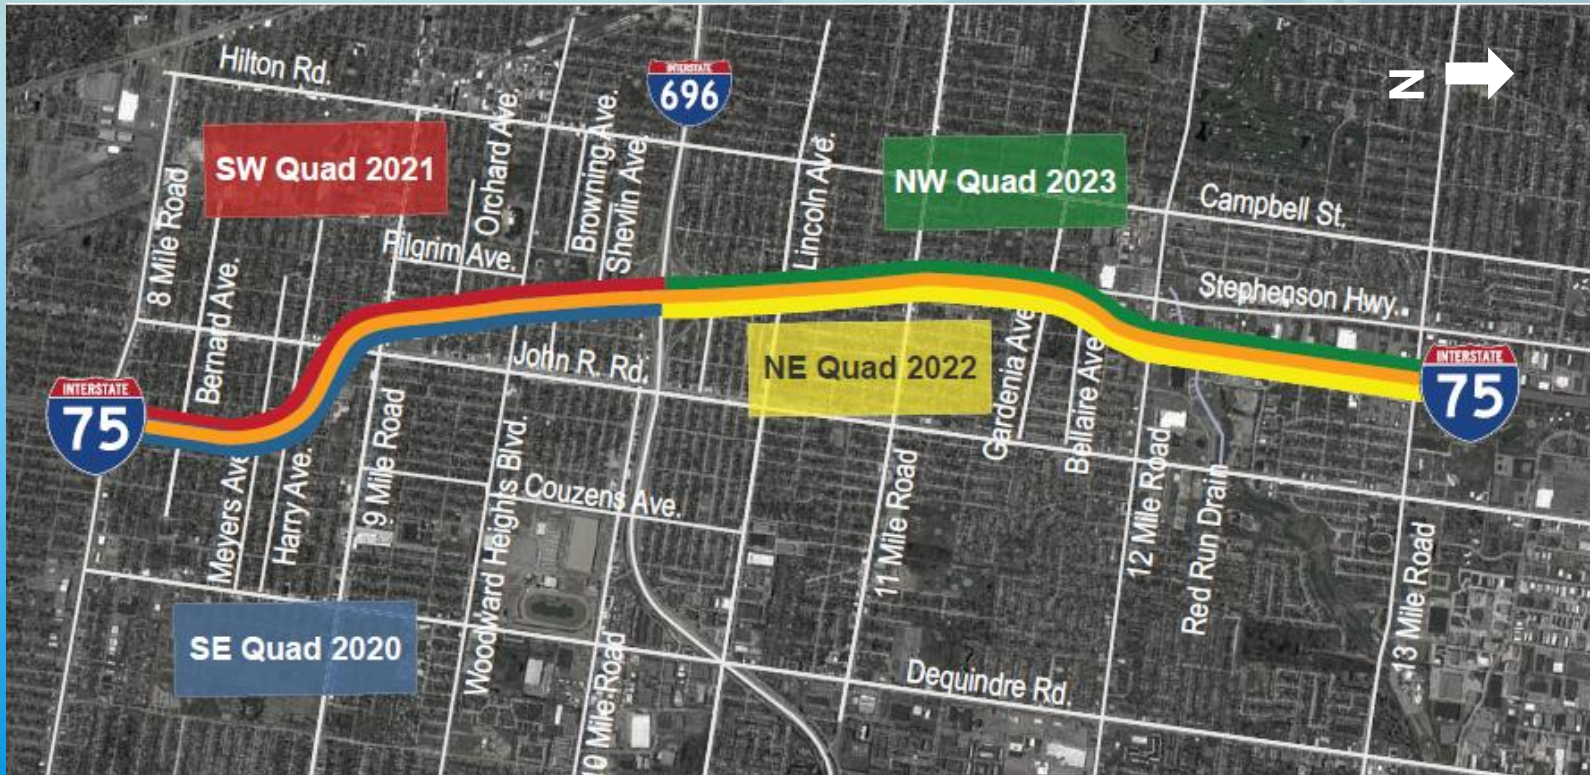 Hilton Rd.
INTERSTATE
696
N
SW Quad 2021
Orchard Ave.
Browning Ave.
Shevlin Ave.
Lincoln Ave.
NW Quad 2023
Campbell St.
8 Mile Road
Pilgrim Ave.
Stephenson Hwy.
Bernard Ave.
John R. Rd.
NE Quad 2022
Gardenia Ave
Bellaire Ave
INTERSTATE
75
INTERSTATE
75
Meyers Ave
Harry Ave.
9 Mile Road
Woodward Heights Blvd.
Couzens Ave.
11 Mile Road
12 Mile Road
Red Run Drain
13 Mile Road
SE Quad 2020
10 Mile Road
Dequindre Rd.